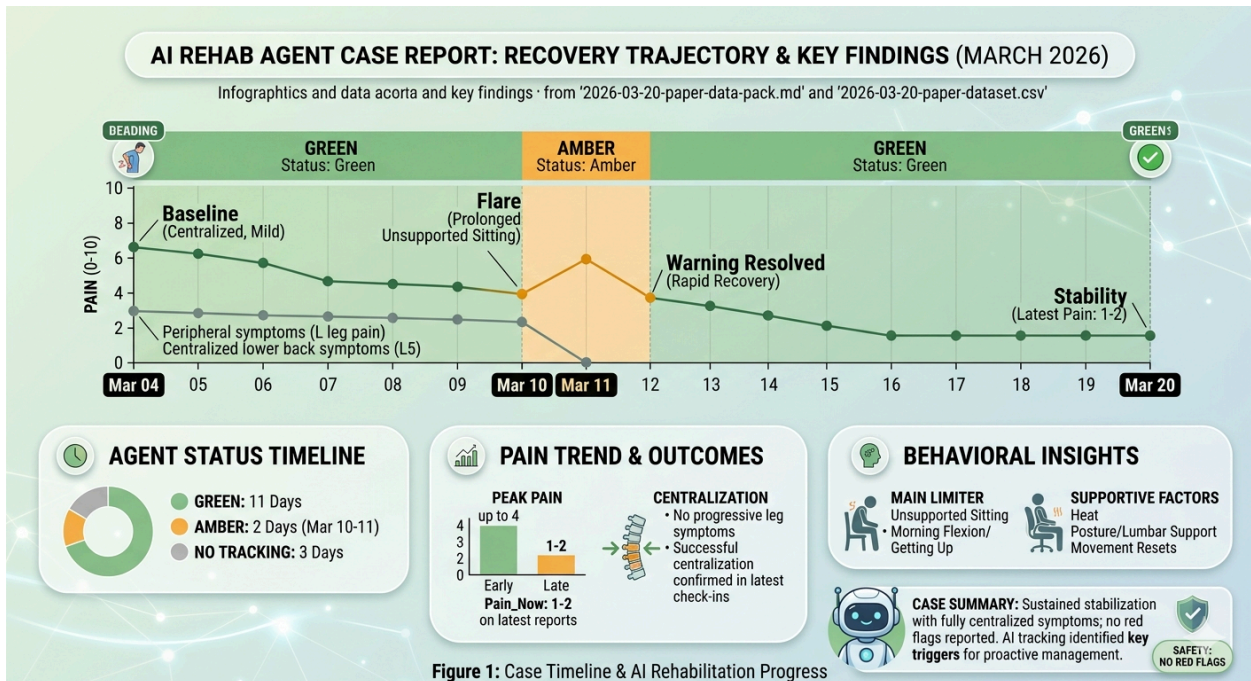 AI REHAB AGENT CASE REPORT: RECOVERY TRAJECTORY & KEY FINDINGS (MARCH 2026)
Infographics and data acorta and key findings · from '2026-03-20-paper-data-pack.md' and '2026-03-20-paper-dataset.csv'
BEADING
GREEN
Status: Green
AMBER
Status: Amber
GREEN
Status: Green
GREENS
PAIN (0-10)
10
8
6
4
2
0
Baseline
(Centralized, Mild)
Peripheral symptoms (L leg pain)
Centralized lower back symptoms (L5)
Flare
(Prolonged
Unsupported Sitting)
Warning Resolved
(Rapid Recovery)
Stability
(Latest Pain: 1-2)
Mar 04 05 06 07 08 09 Mar 10 Mar 11 12 13 14 15 16 17 18 19 Mar 20
AGENT STATUS TIMELINE
GREEN: 11 Days
AMBER: 2 Days (Mar 10-11)
NO TRACKING: 3 Days
PAIN TREND & OUTCOMES
PEAK PAIN
up to 4
4
3
2
2
0
1-2
Early Late
Pain_Now: 1-2
on latest reports
CENTRALIZATION
• No progressive leg
symptoms
• Successful
centralization
confirmed in latest
check-ins
BEHAVIORAL INSIGHTS
MAIN LIMITER
Unsupported Sitting
• Morning Flexion/
Getting Up
SUPPORTIVE FACTORS
Heat
Posture/Lumbar Support
Movement Resets
CASE SUMMARY: Sustained stabilization
with fully centralized symptoms; no red
flags reported. AI tracking identified key
triggers for proactive management.
SAFETY:
NO RED FLAGS
Figure 1: Case Timeline & AI Rehabilitation Progress